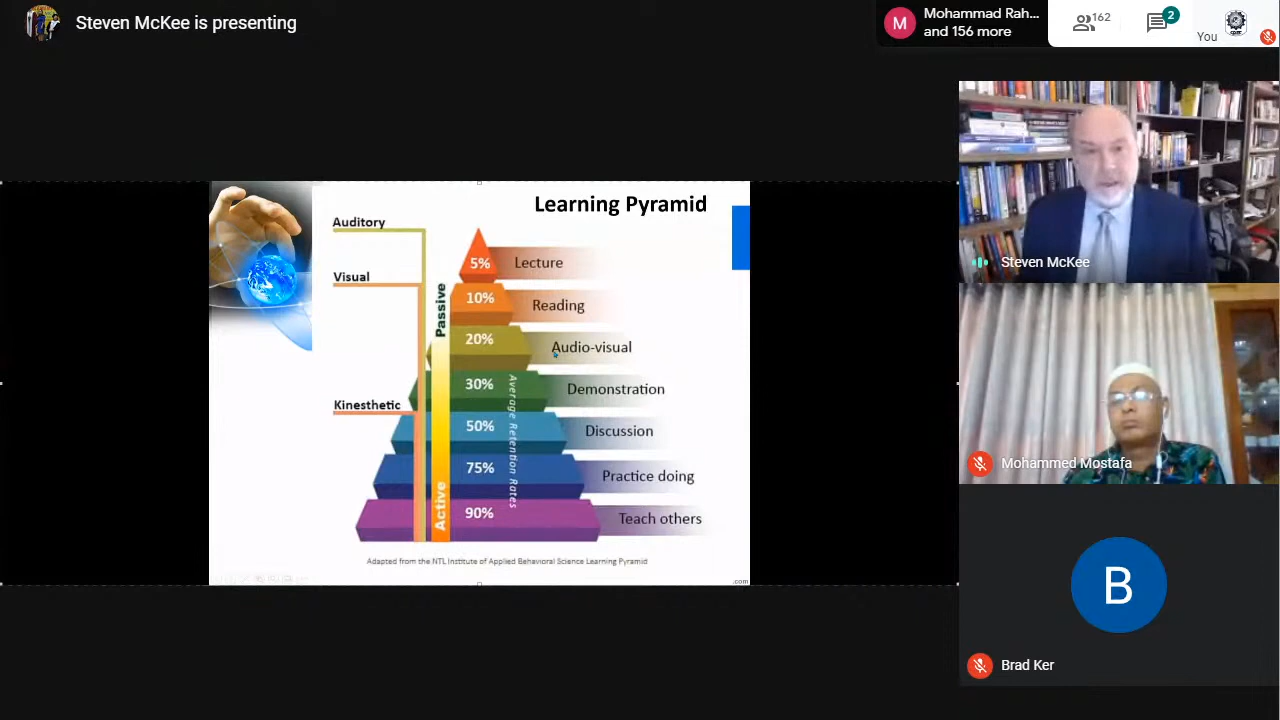 Steven McKee is presenting
M
Mohammad Rah...
and 156 more
162
2
You
Learning Pyramid
Auditory
Visual
Kinesthetic
Passive
Active
5% Lecture
10% Reading
20% Audio-visual
30% Demonstration
50% Discussion
75% Practice doing
90% Teach others
Average Retention Rates
Adapted from the NTL Institute of Applied Behavioral Science Learning Pyramid
.com
Steven McKee
Mohammed Mostafa
B
Brad Ker